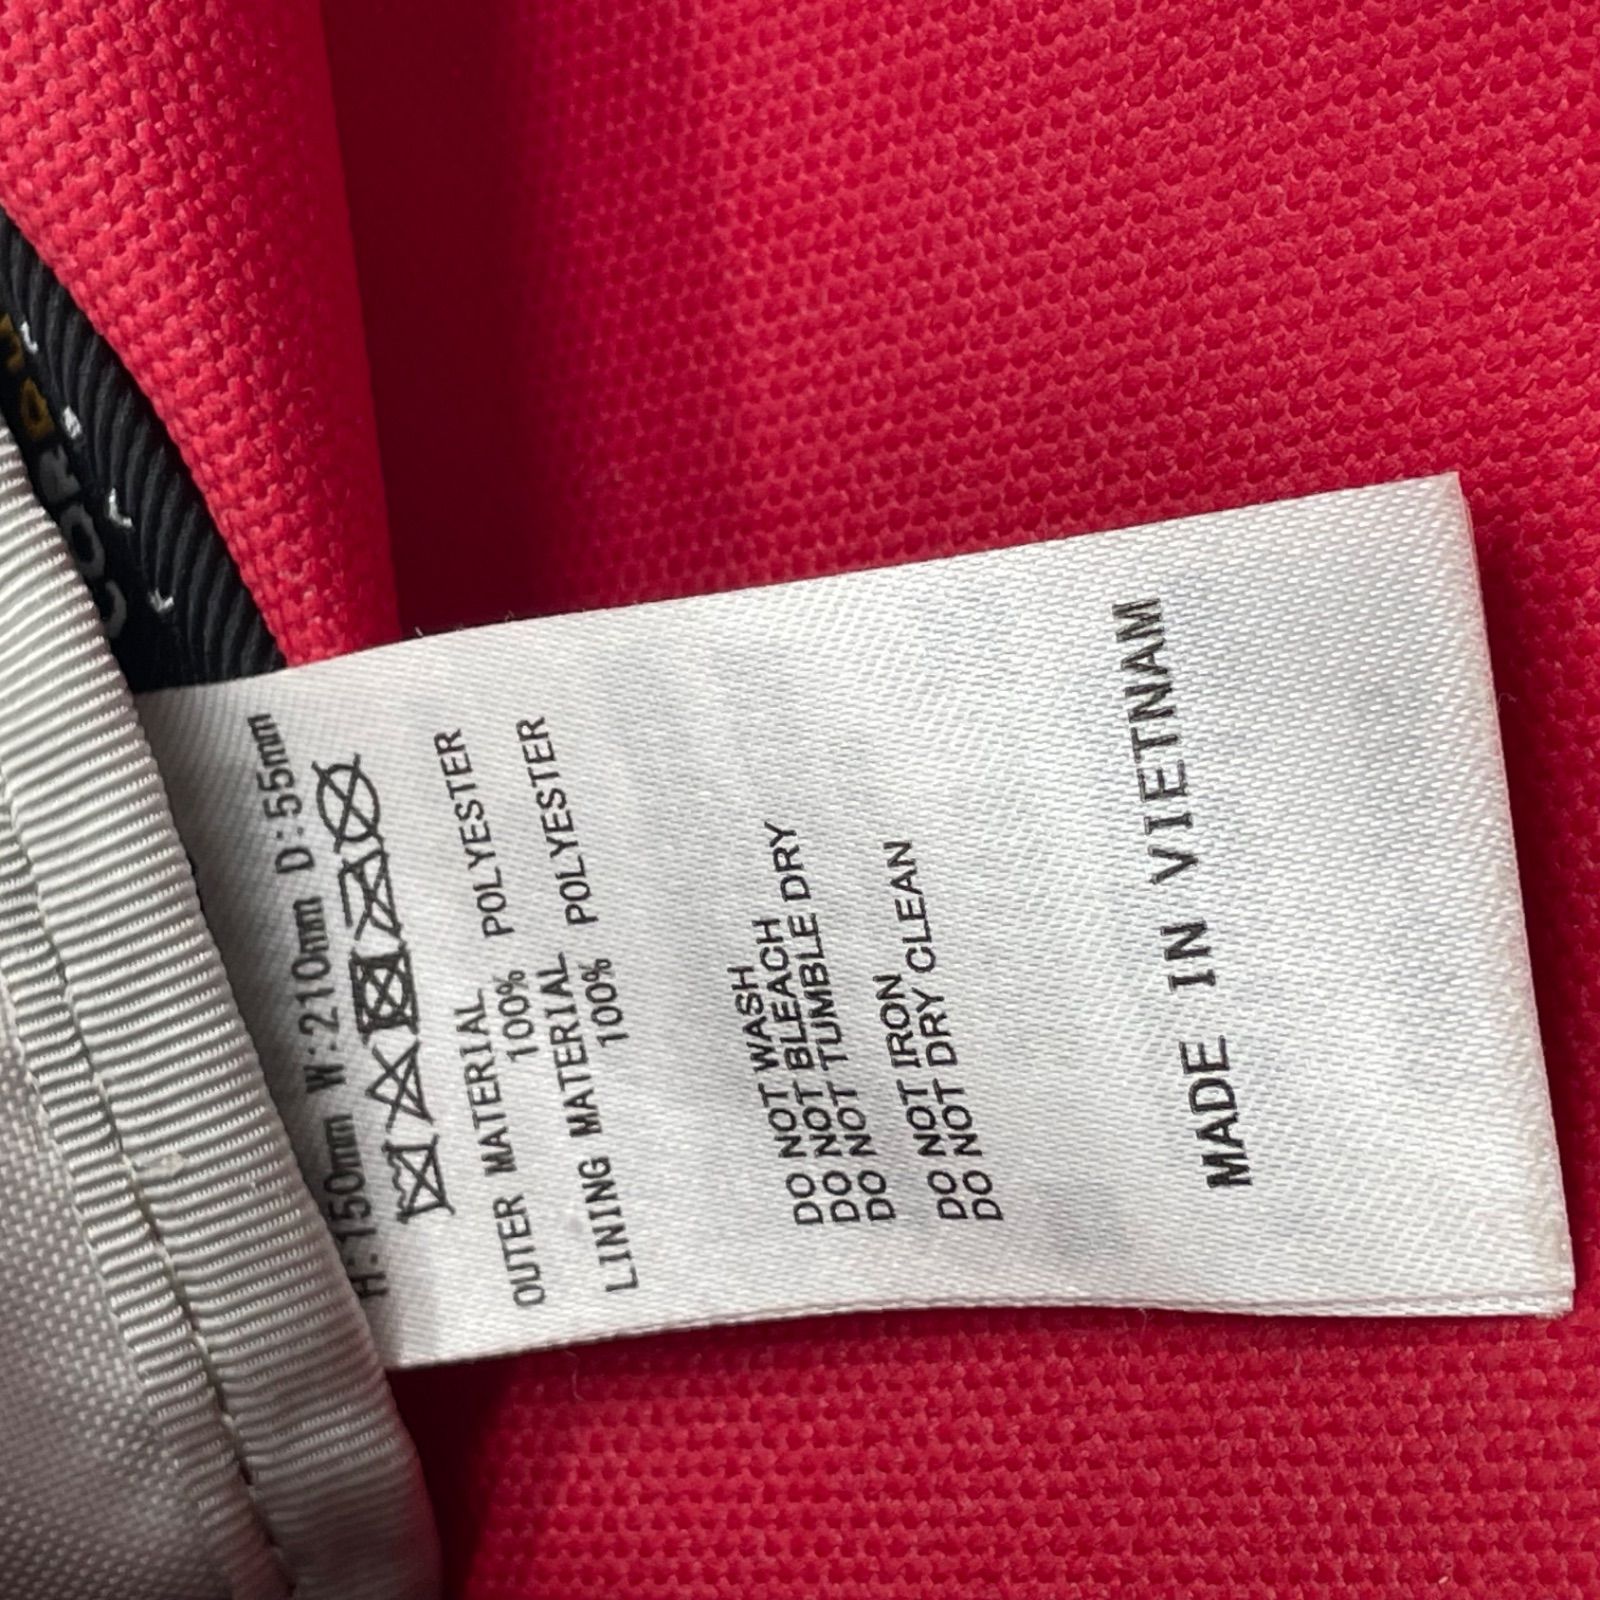 H:150mm W:210mm D:55mm
OUTER MATERIAL
100% POLYESTER
LINING MATERIAL
100% POLYESTER
DO NOT WASH
DO NOT BLEACH
DO NOT TUMBLE DRY
DO NOT IRON
DO NOT DRY CLEAN
MADE IN VIETNAM